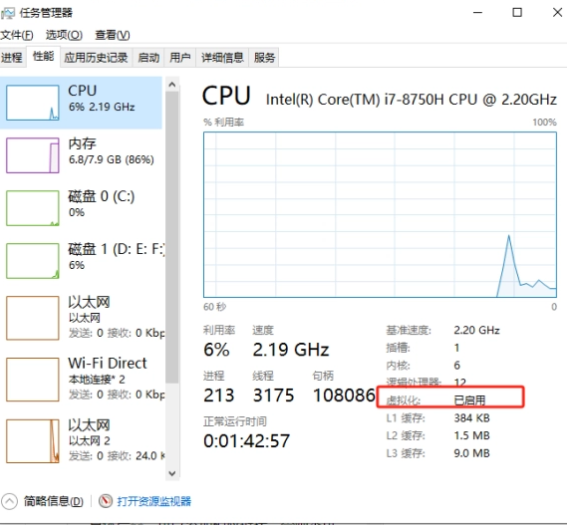 任务管理器
文件(F) 选项(O) 查看(V)
进程 性能 应用历史记录 启动 用户 详细信息 服务
CPU
6% 2.19 GHz
内存
6.8/7.9 GB (86%)
磁盘 0 (C:)
0%
磁盘 1 (D: E: F:
6%
以太网
以太网
发送: 0 接收: 0 Kbp
Wi-Fi Direct
本地连接* 2
发送: 0 接收: 0 Kbp
以太网
以太网 2
发送: 0 接收: 24.0 K
CPU Intel(R) Core(TM) i7-8750H CPU @ 2.20GHz
% 利用率 100%
60 秒 0
利用率 速度
6% 2.19 GHz
进程 线程 句柄
213 3175 108086
正常运行时间
0:01:42:57
基准速度: 2.20 GHz
插槽: 1
内核: 6
逻辑处理器: 12
虚拟化: 已启用
L1 缓存: 384 KB
L2 缓存: 1.5 MB
L3 缓存: 9.0 MB
简略信息(D) 打开资源监视器